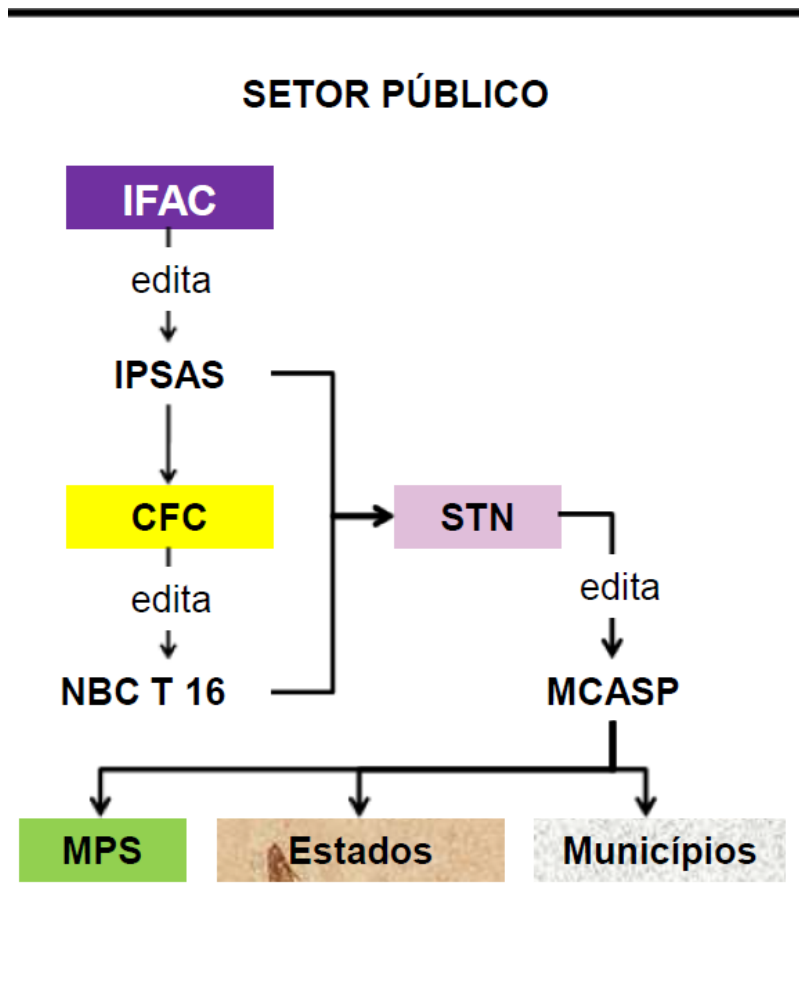 SETOR PÚBLICO
IFAC
edita
IPSAS
CFC
STN
edita
edita
NBC T 16
MCASP
MPS
Estados
Municípios